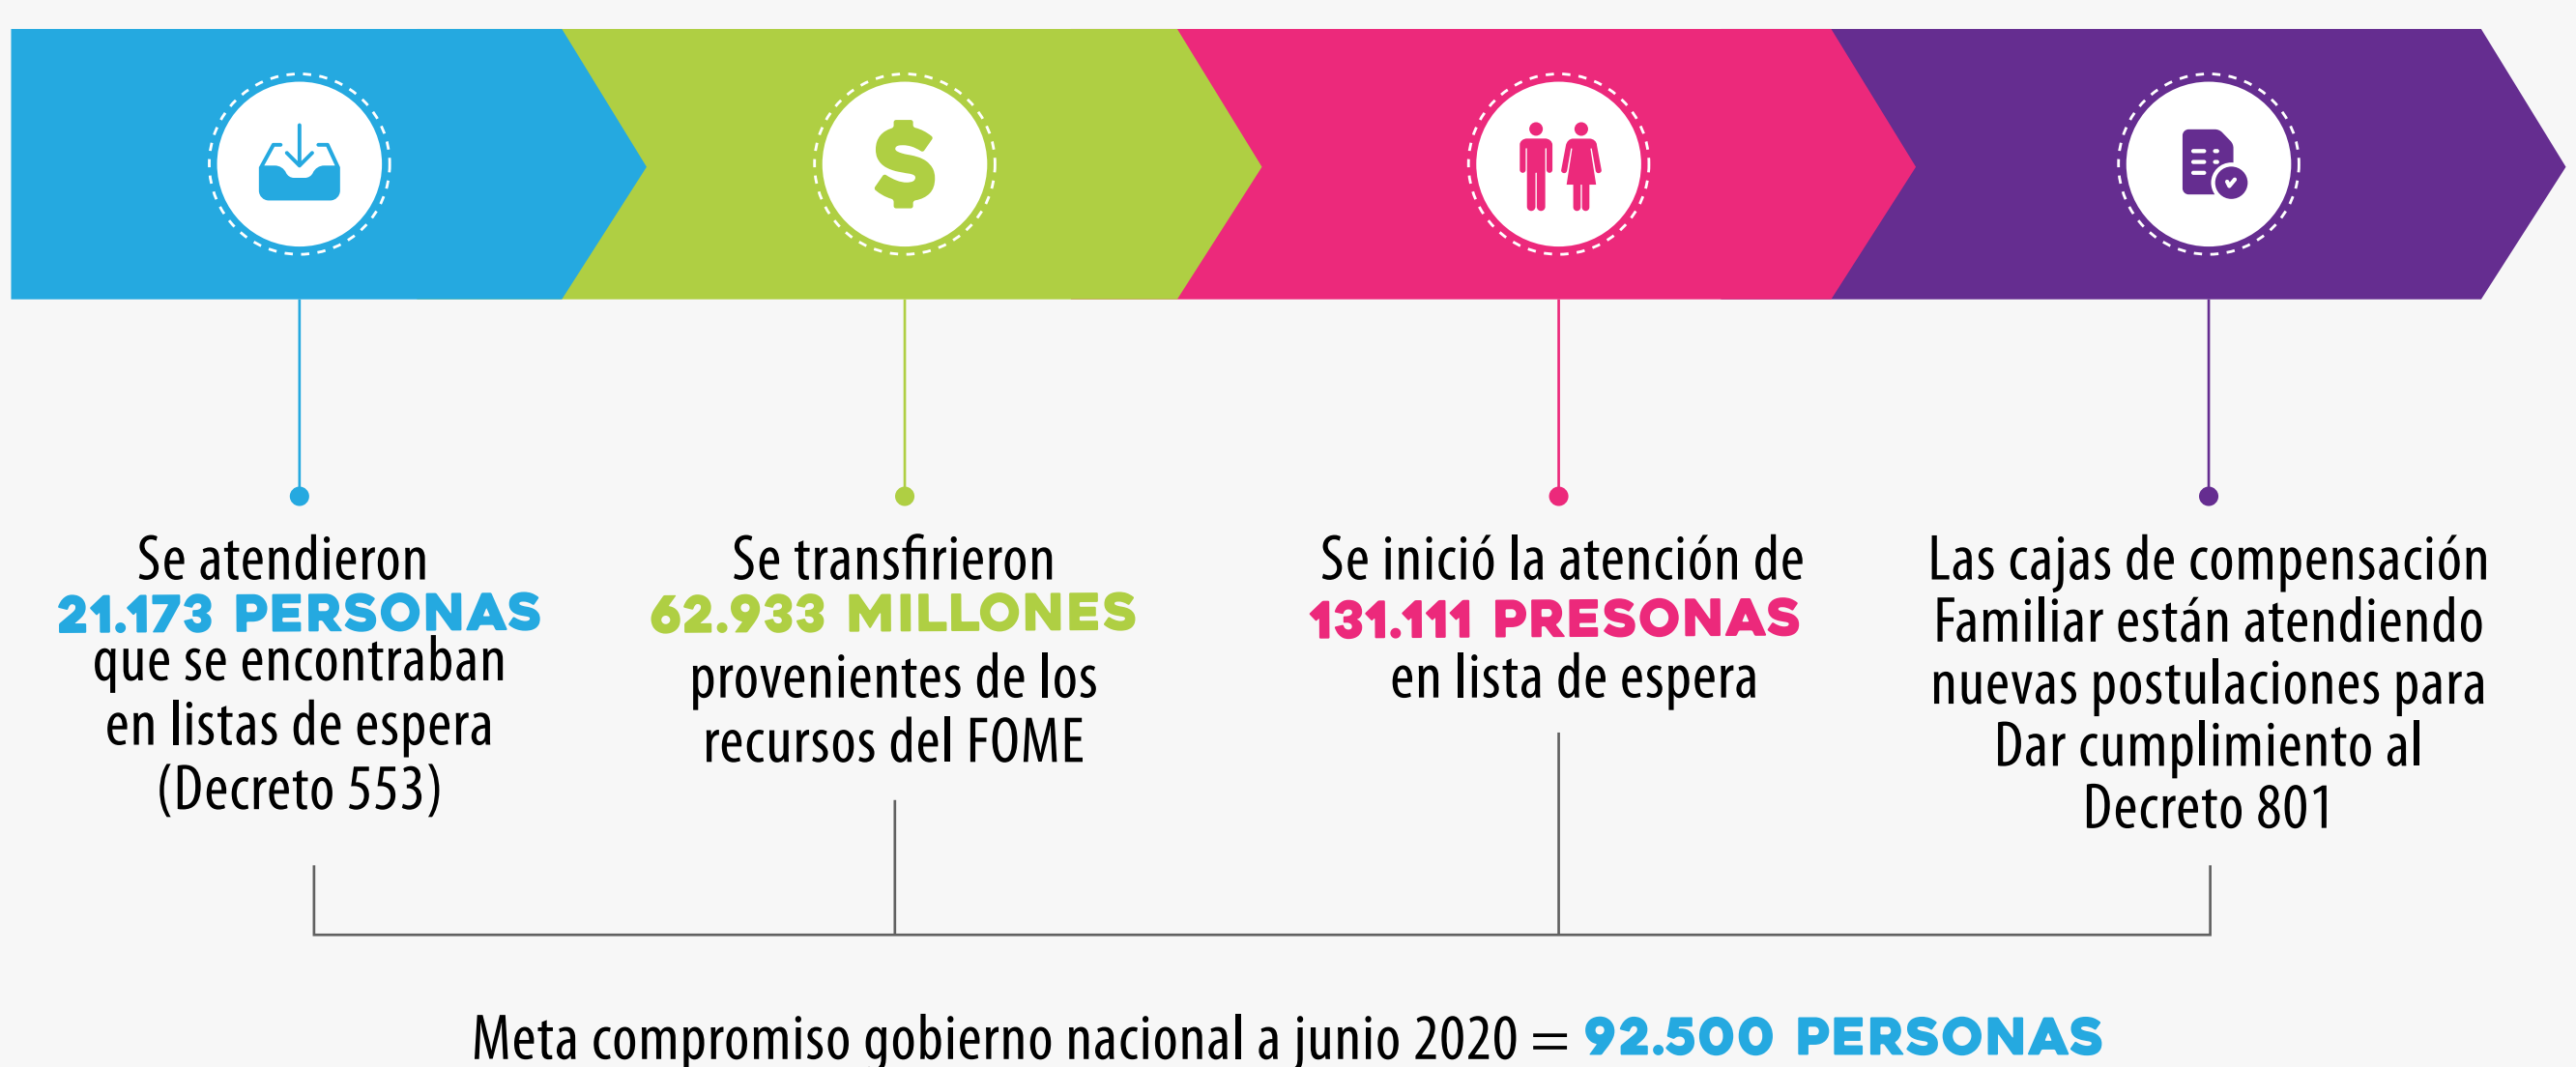 Se atendieron
21.173 PERSONAS
que se encontraban
en listas de espera
(Decreto 553)
Se transfirieron
62.933 MILLONES
provenientes de los
recursos del FOME
Se inició la atención de
131.111 PRESONAS
en lista de espera
Las cajas de compensación
Familiar están atendiendo
nuevas postulaciones para
Dar cumplimiento al
Decreto 801
Meta compromiso gobierno nacional a junio 2020 = 92.500 PERSONAS